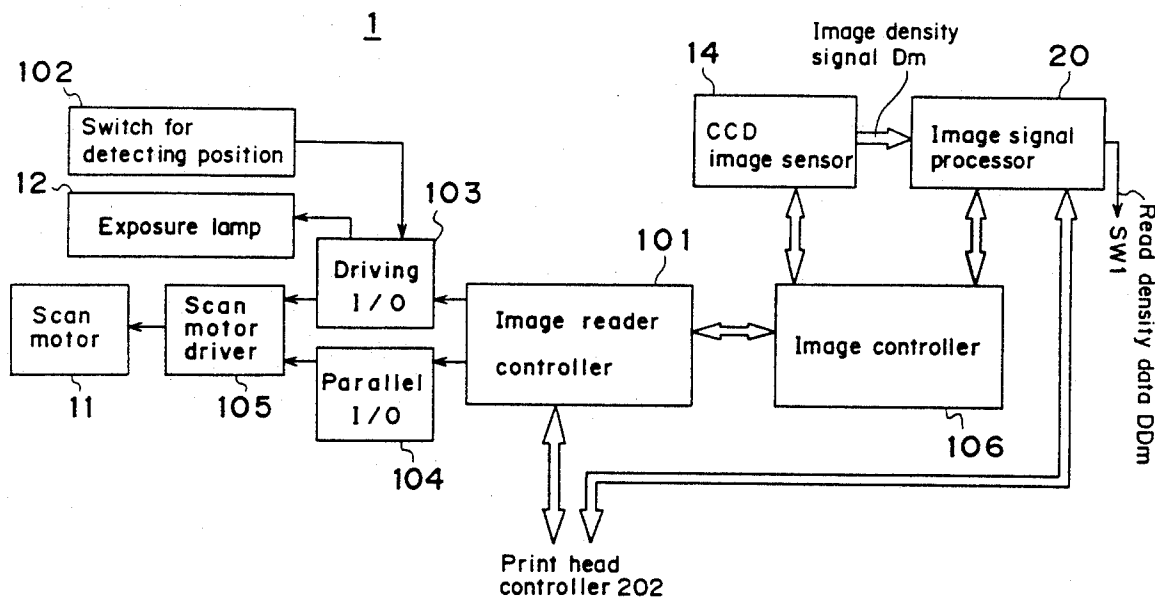 1
Image density
signal Dm
102
14
20
Switch for
detecting position
CCD
image sensor
Image signal
processor
12
Exposure lamp
103
Driving
I/O
101
Read density data DDm
SW1
Scan
motor
Scan
motor
driver
Image reader
controller
Image controller
Parallel
I/O
11
105
104
106
Print head
controller 202